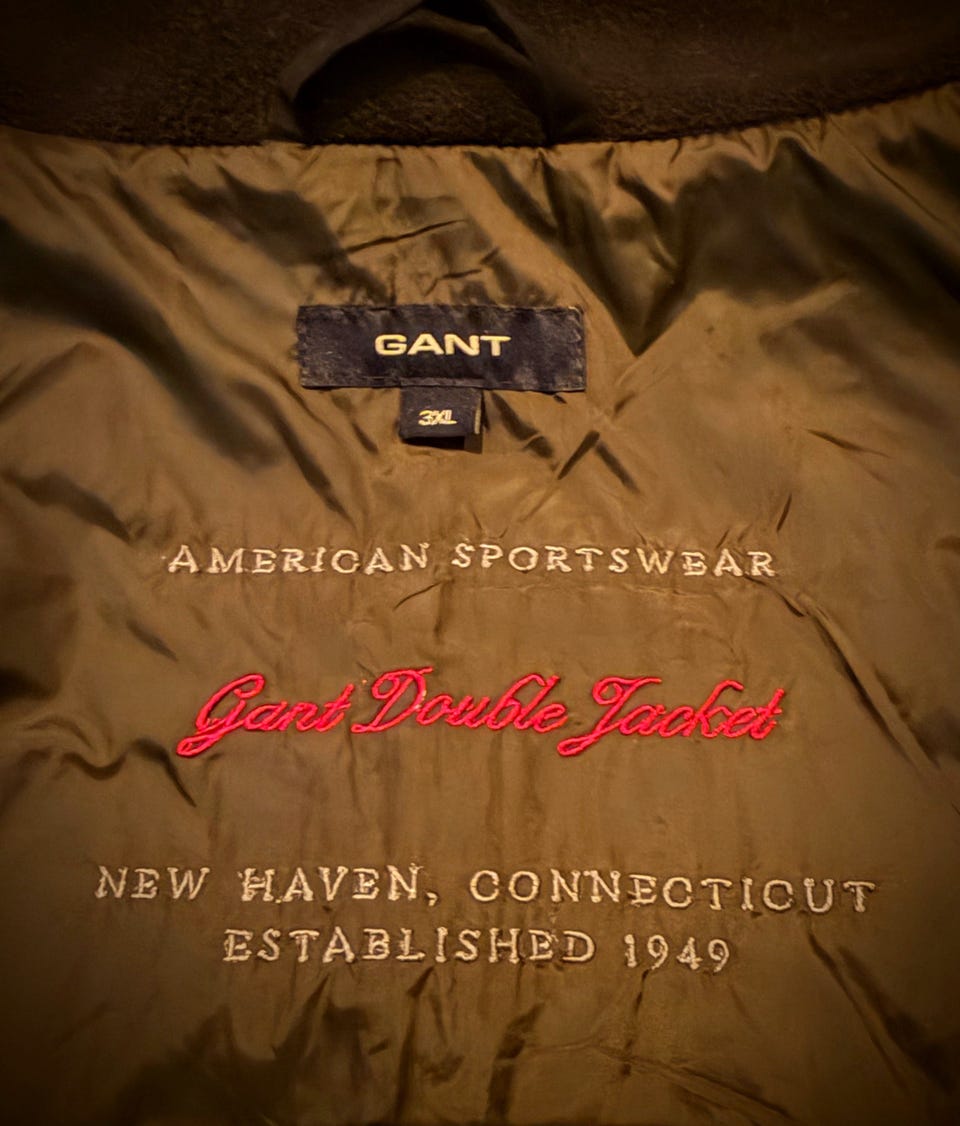 GANT
3XL
AMERICAN SPORTSWEAR
Gant Double Jacket
NEW HAVEN, CONNECTICUT
ESTABLISHED 1949